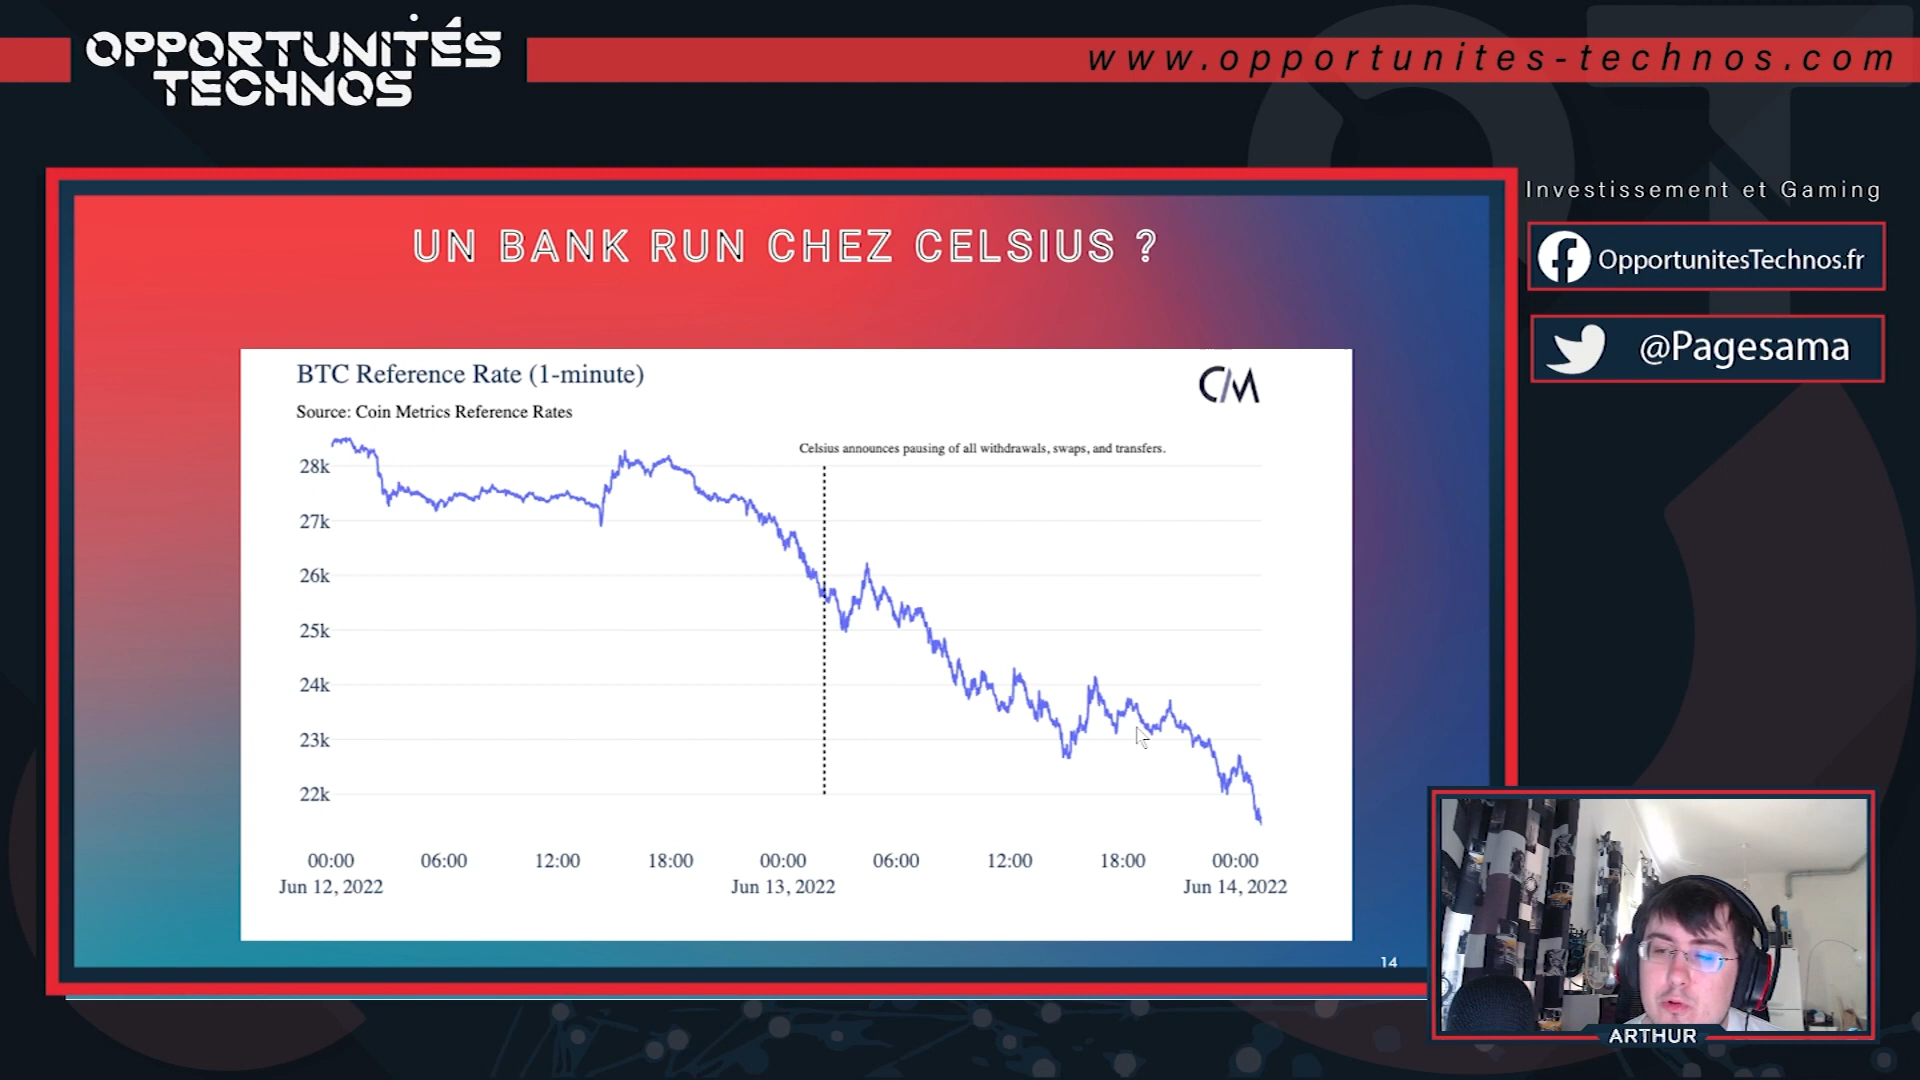 OPPORTUNITÉS
TECHNOS
www.opportunites-technos.com
Investissement et Gaming
OpportunitesTechnos.fr
@Pagesama
UN BANK RUN CHEZ CELSIUS ?
BTC Reference Rate (1-minute)
CM
Source: Coin Metrics Reference Rates
Celsius announces pausing of all withdrawals, swaps, and transfers.
28k
27k
26k
25k
24k
23k
22k
00:00 06:00 12:00 18:00 00:00 06:00 12:00 18:00 00:00
Jun 12, 2022 Jun 13, 2022 Jun 14, 2022
14
ARTHUR